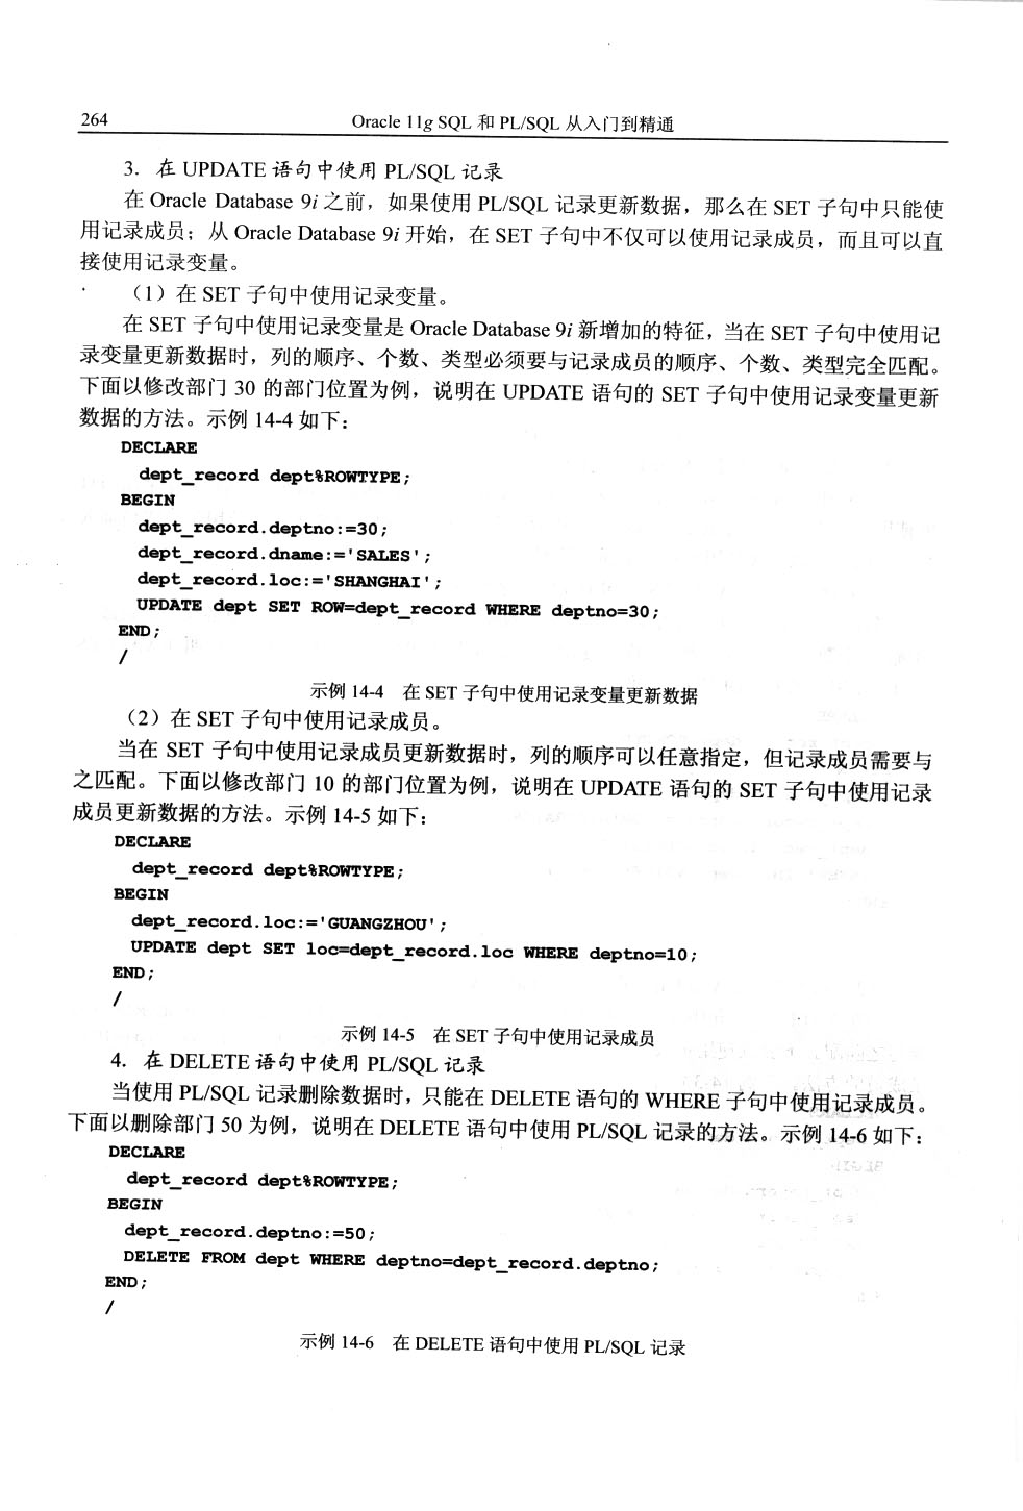 264
Oracle 11g SQL 和 PL/SQL 从入门到精通
3．在 UPDATE 语句中使用 PL/SQL 记录
在 Oracle Database 9i 之前，如果使用 PL/SQL 记录更新数据，那么在 SET 子句中只能使
用记录成员；从 Oracle Database 9i 开始，在 SET 子句中不仅可以使用记录成员，而且可以直
接使用记录变量。
（1）在 SET 子句中使用记录变量。
在 SET 子句中使用记录变量是 Oracle Database 9i 新增加的特征，当在 SET 子句中使用记
录变量更新数据时，列的顺序、个数、类型必须要与记录成员的顺序、个数、类型完全匹配。
下面以修改部门 30 的部门位置为例，说明在 UPDATE 语句的 SET 子句中使用记录变量更新
数据的方法。示例 14-4 如下：
DECLARE
dept_record dept%ROWTYPE;
BEGIN
dept_record.deptno:=30;
dept_record.dname:='SALES';
dept_record.loc:='SHANGHAI';
UPDATE dept SET ROW=dept_record WHERE deptno=30;
END;
/
示例 14-4 在 SET 子句中使用记录变量更新数据
（2）在 SET 子句中使用记录成员。
当在 SET 子句中使用记录成员更新数据时，列的顺序可以任意指定，但记录成员需要与
之匹配。下面以修改部门 10 的部门位置为例，说明在 UPDATE 语句的 SET 子句中使用记录
成员更新数据的方法。示例 14-5 如下：
DECLARE
dept_record dept%ROWTYPE;
BEGIN
dept_record.loc:='GUANGZHOU';
UPDATE dept SET loc=dept_record.loc WHERE deptno=10;
END;
/
示例 14-5 在 SET 子句中使用记录成员
4．在 DELETE 语句中使用 PL/SQL 记录
当使用 PL/SQL 记录删除数据时，只能在 DELETE 语句的 WHERE 子句中使用记录成员。
下面以删除部门 50 为例，说明在 DELETE 语句中使用 PL/SQL 记录的方法。示例 14-6 如下：
DECLARE
dept_record dept%ROWTYPE;
BEGIN
dept_record.deptno:=50;
DELETE FROM dept WHERE deptno=dept_record.deptno;
END;
/
示例 14-6 在 DELETE 语句中使用 PL/SQL 记录